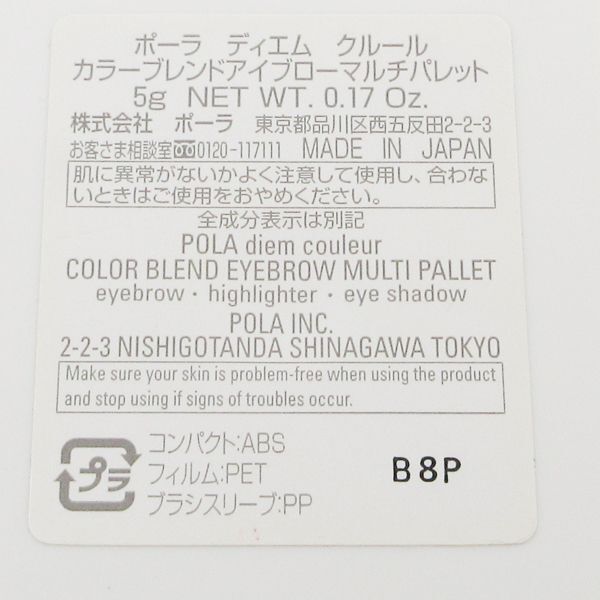 ポーラ ディエム クルール
カラーブレンドアイブローマルチパレット
5g NET WT. 0.17 Oz.
株式会社 ポーラ 東京都品川区西五反田2-2-3
お客さま相談室 0120-117111 MADE IN JAPAN
肌に異常がないかよく注意して使用し、合わな
いときはご使用をおやめください。
全成分表示は別記
POLA diem couleur
COLOR BLEND EYEBROW MULTI PALLET
eyebrow・highlighter・eye shadow
POLA INC.
2-2-3 NISHIGOTANDA SHINAGAWA TOKYO
Make sure your skin is problem-free when using the product
and stop using if signs of troubles occur.
プラ
コンパクト:ABS
フィルム:PET
ブラシスリーブ:PP
B8P